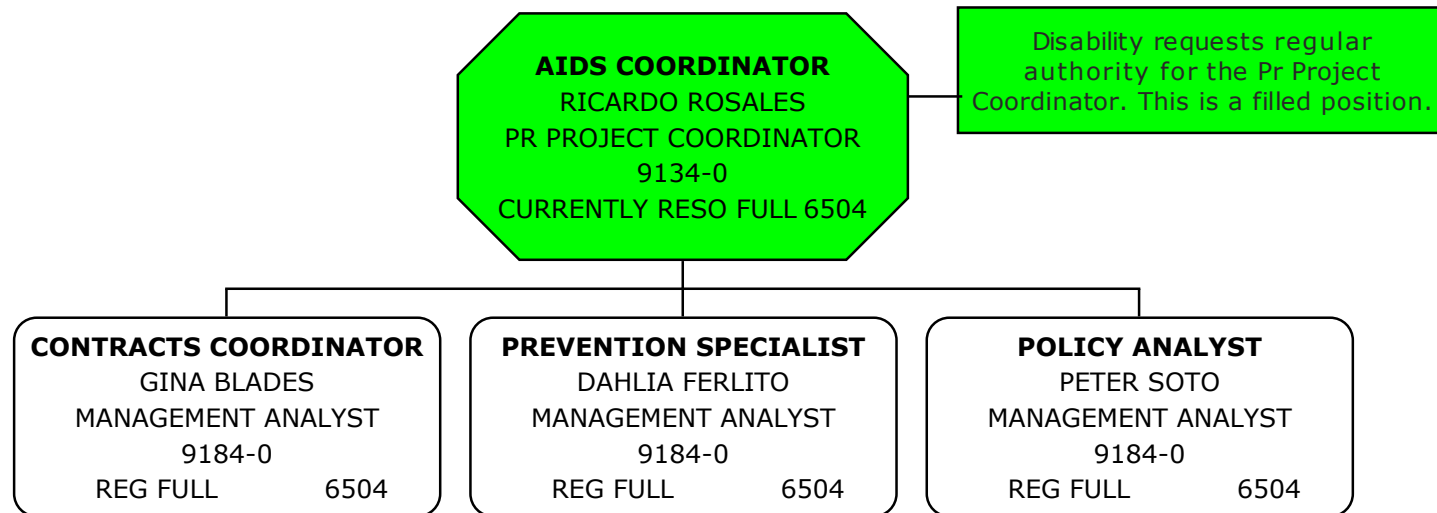 AIDS COORDINATOR
RICARDO ROSALES
PR PROJECT COORDINATOR
9134-0
CURRENTLY RESO FULL 6504
Disability requests regular
authority for the Pr Project
Coordinator. This is a filled position.
CONTRACTS COORDINATOR
GINA BLADES
MANAGEMENT ANALYST
9184-0
REG FULL 6504
PREVENTION SPECIALIST
DAHLIA FERLITO
MANAGEMENT ANALYST
9184-0
REG FULL 6504
POLICY ANALYST
PETER SOTO
MANAGEMENT ANALYST
9184-0
REG FULL 6504